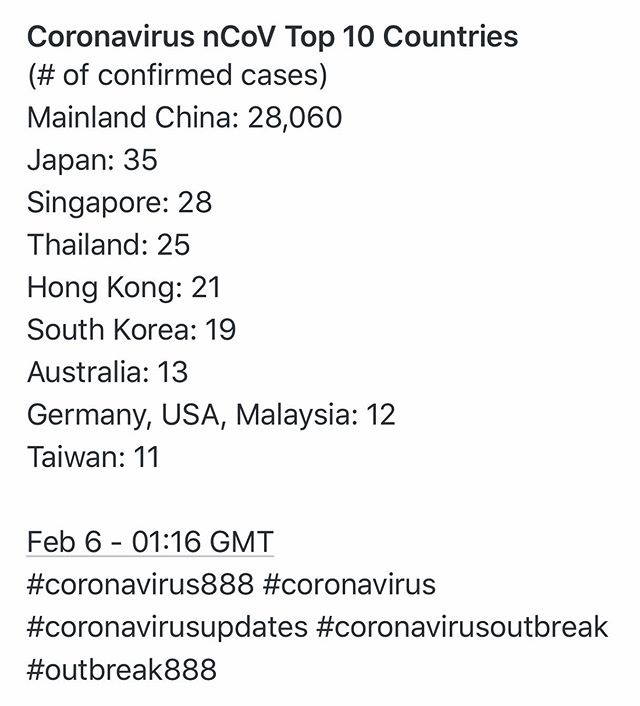 Coronavirus nCoV Top 10 Countries
(# of confirmed cases)
Mainland China: 28,060
Japan: 35
Singapore: 28
Thailand: 25
Hong Kong: 21
South Korea: 19
Australia: 13
Germany, USA, Malaysia: 12
Taiwan: 11
Feb 6 - 01:16 GMT
#coronavirus888 #coronavirus
#coronavirusupdates #coronavirusoutbreak
#outbreak888